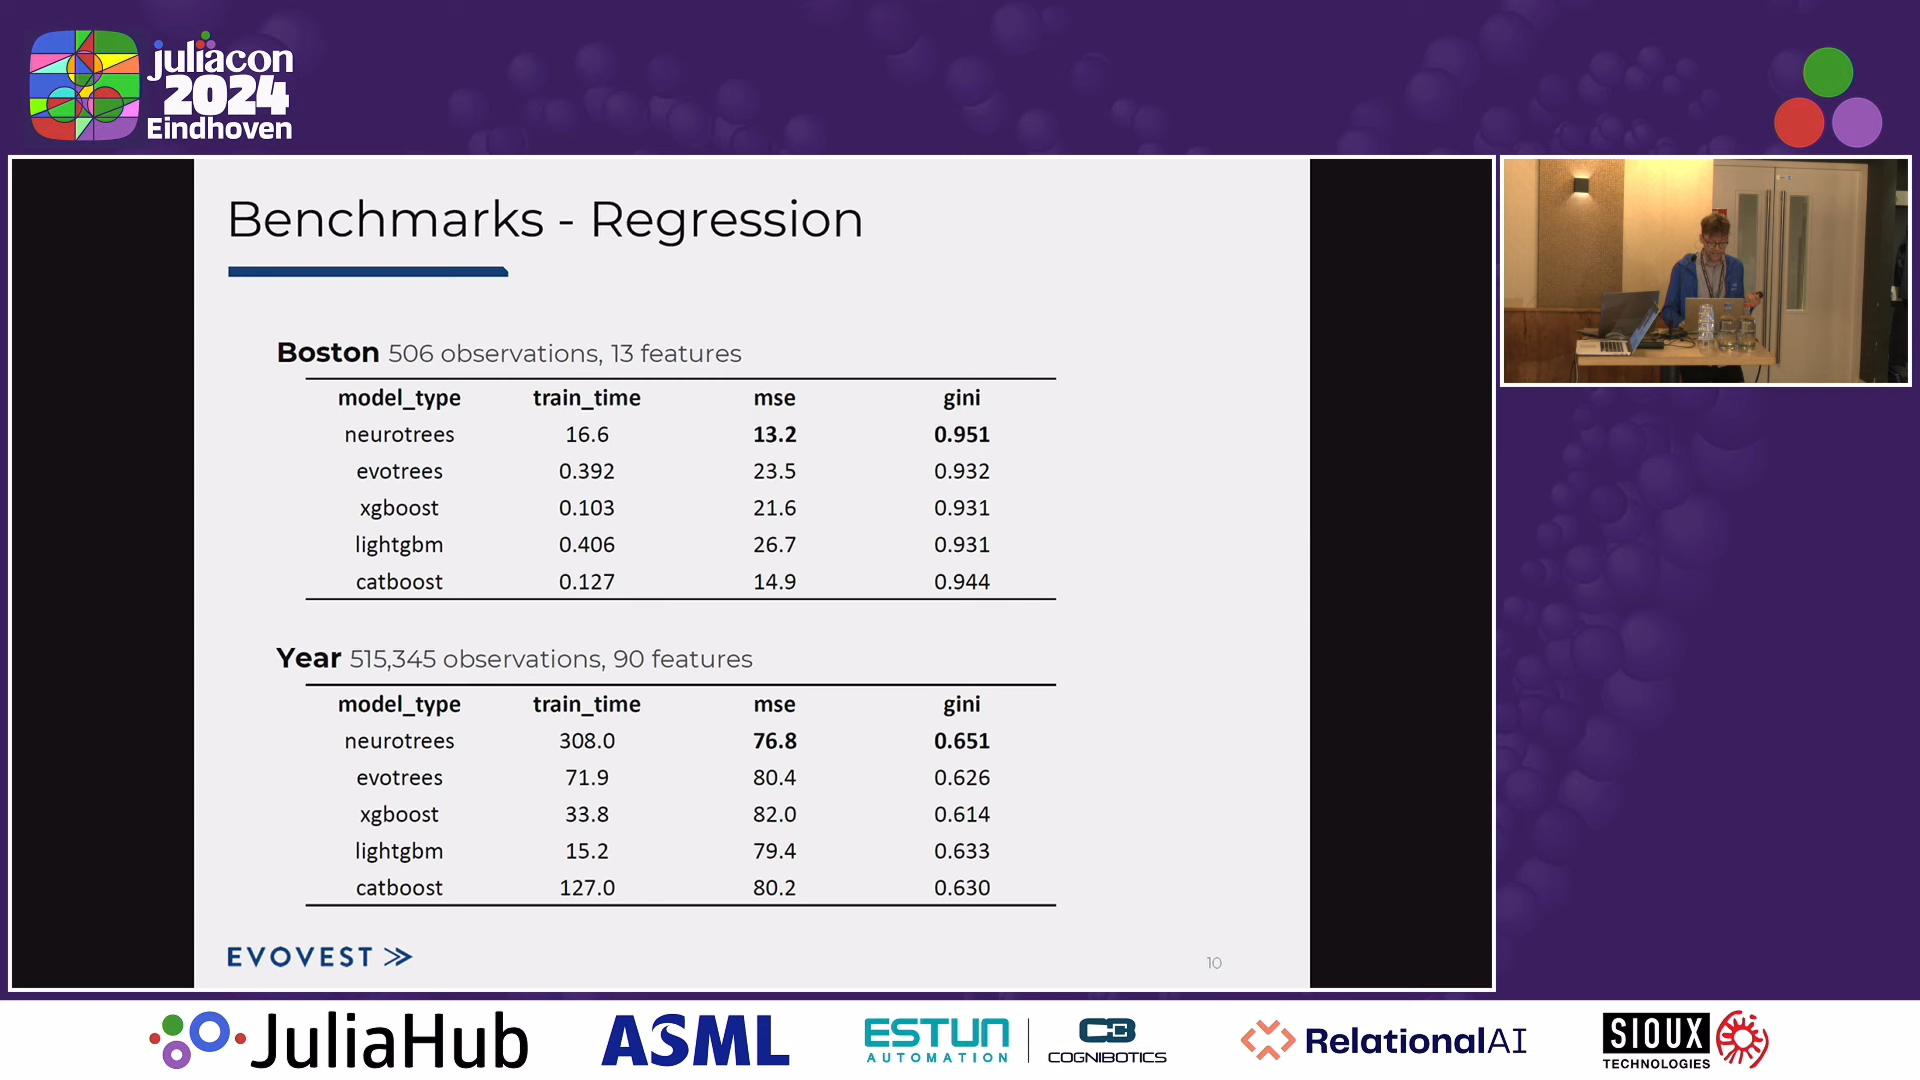 juliacon
2024
Eindhoven
Benchmarks - Regression
Boston 506 observations, 13 features
model_type train_time mse gini
neurotrees 16.6 13.2 0.951
evotrees 0.392 23.5 0.932
xgboost 0.103 21.6 0.931
lightgbm 0.406 26.7 0.931
catboost 0.127 14.9 0.944
Year 515,345 observations, 90 features
model_type train_time mse gini
neurotrees 308.0 76.8 0.651
evotrees 71.9 80.4 0.626
xgboost 33.8 82.0 0.614
lightgbm 15.2 79.4 0.633
catboost 127.0 80.2 0.630
EVOVEST
10
JuliaHub
ASML
ESTUN
AUTOMATION
COGNIBOTICS
RelationalAI
SIOUX
TECHNOLOGIES